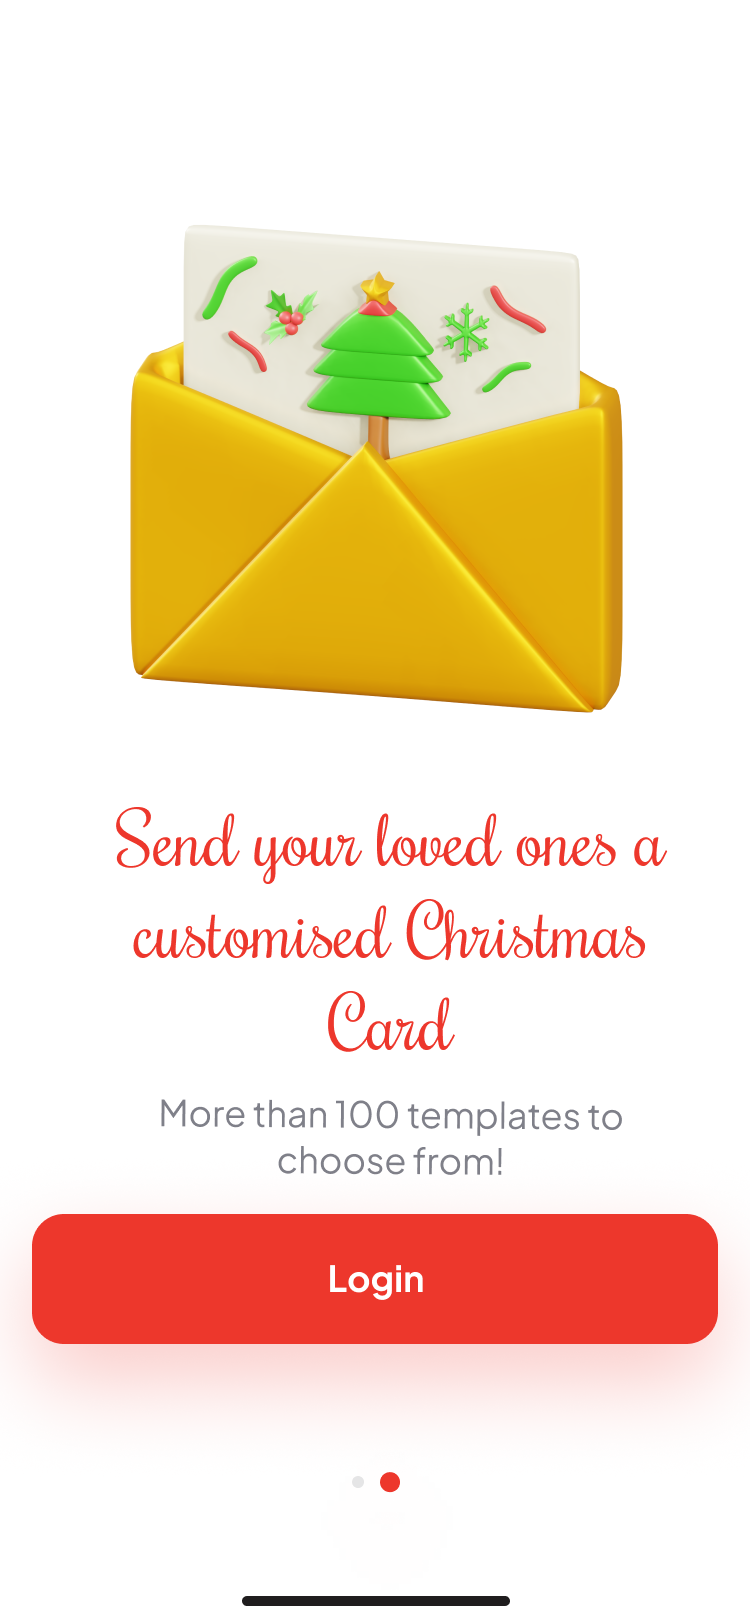 Send your loved ones a
customised Christmas
Card
More than 100 templates to
choose from!
Login